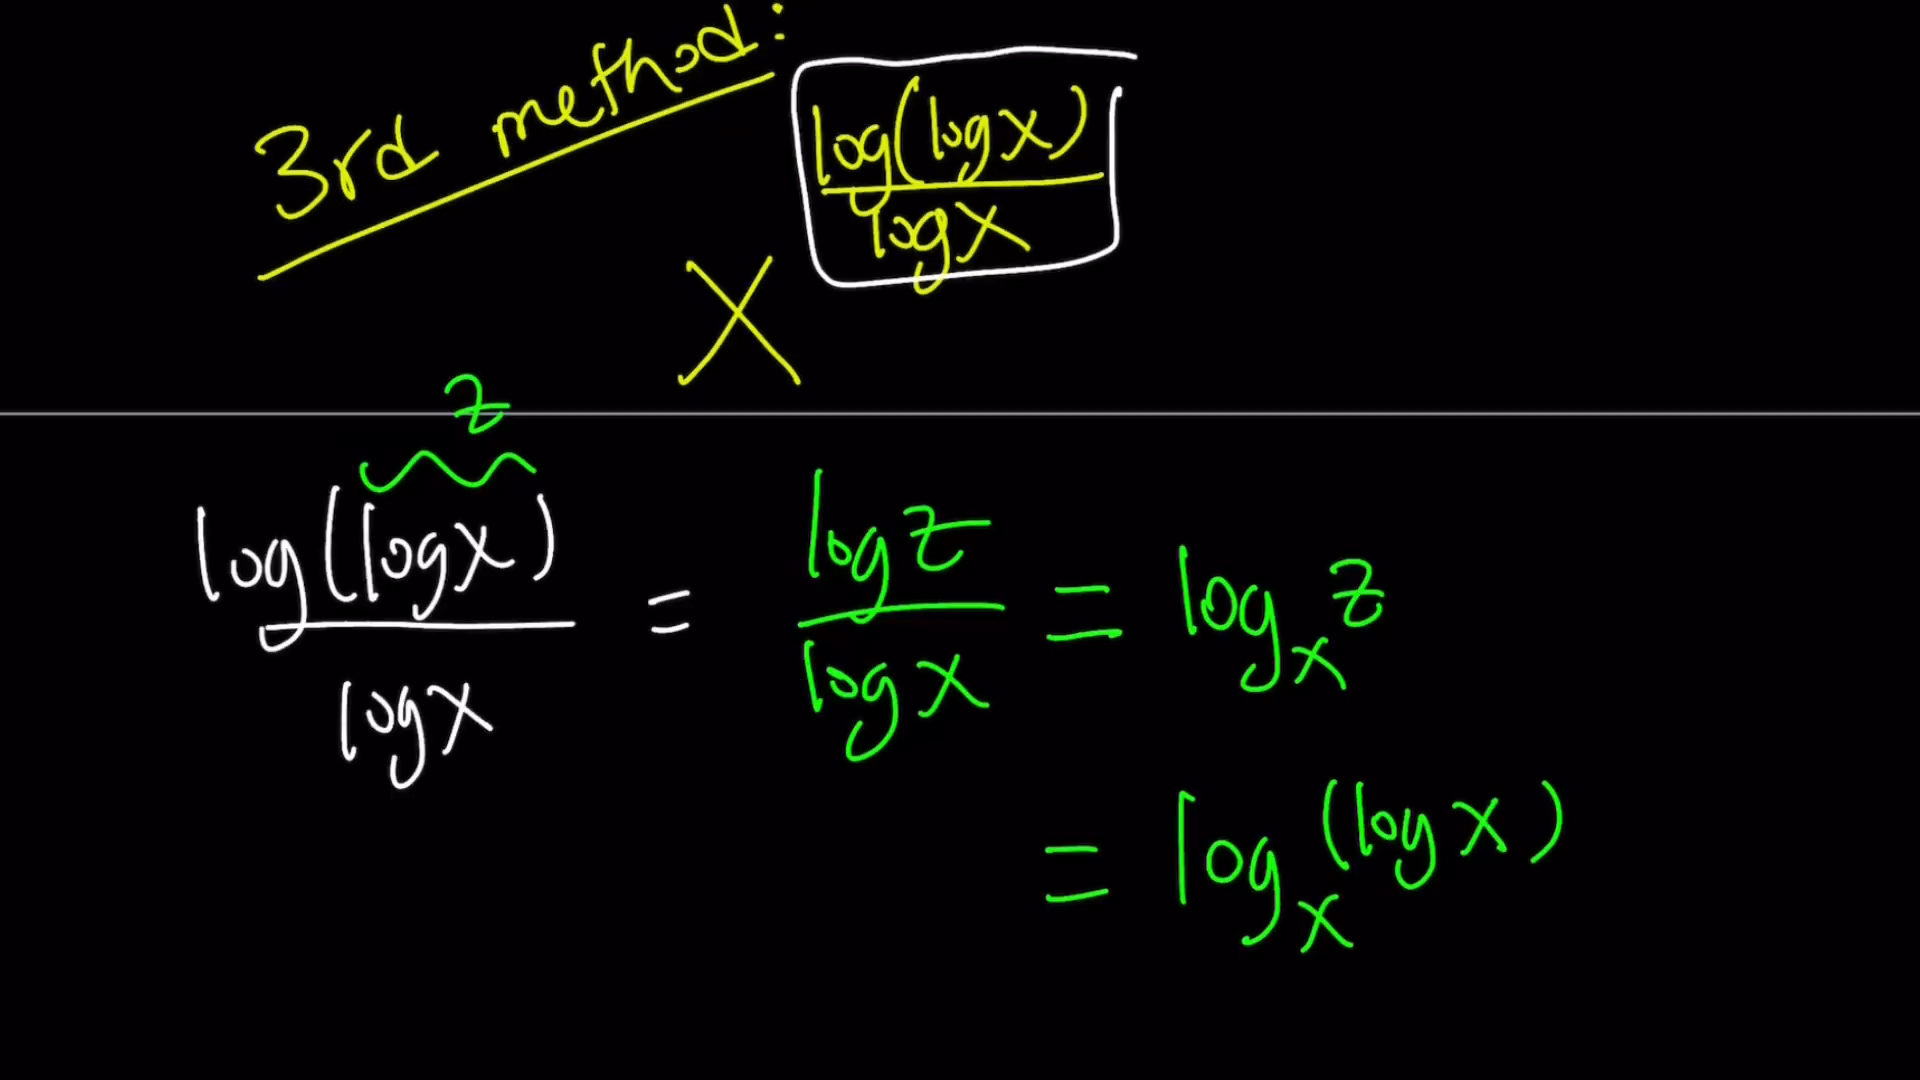 3rd method:
log(log x)
log x
X
z
log(log x) = log z = log_x z
log x log x
= log_x (log x)